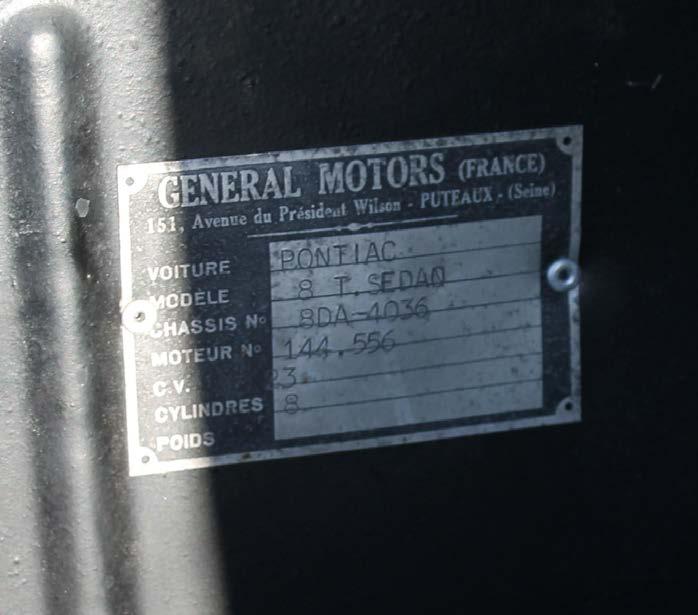 GENERAL MOTORS (FRANCE)
151, Avenue du Président Wilson - PUTEAUX - (Seine)
VOITURE PONTIAC
MODÈLE 8 T.SEDAN
CHASSIS No 8DA-4036
MOTEUR No 144.556
C.V. 23
CYLINDRES 8
POIDS